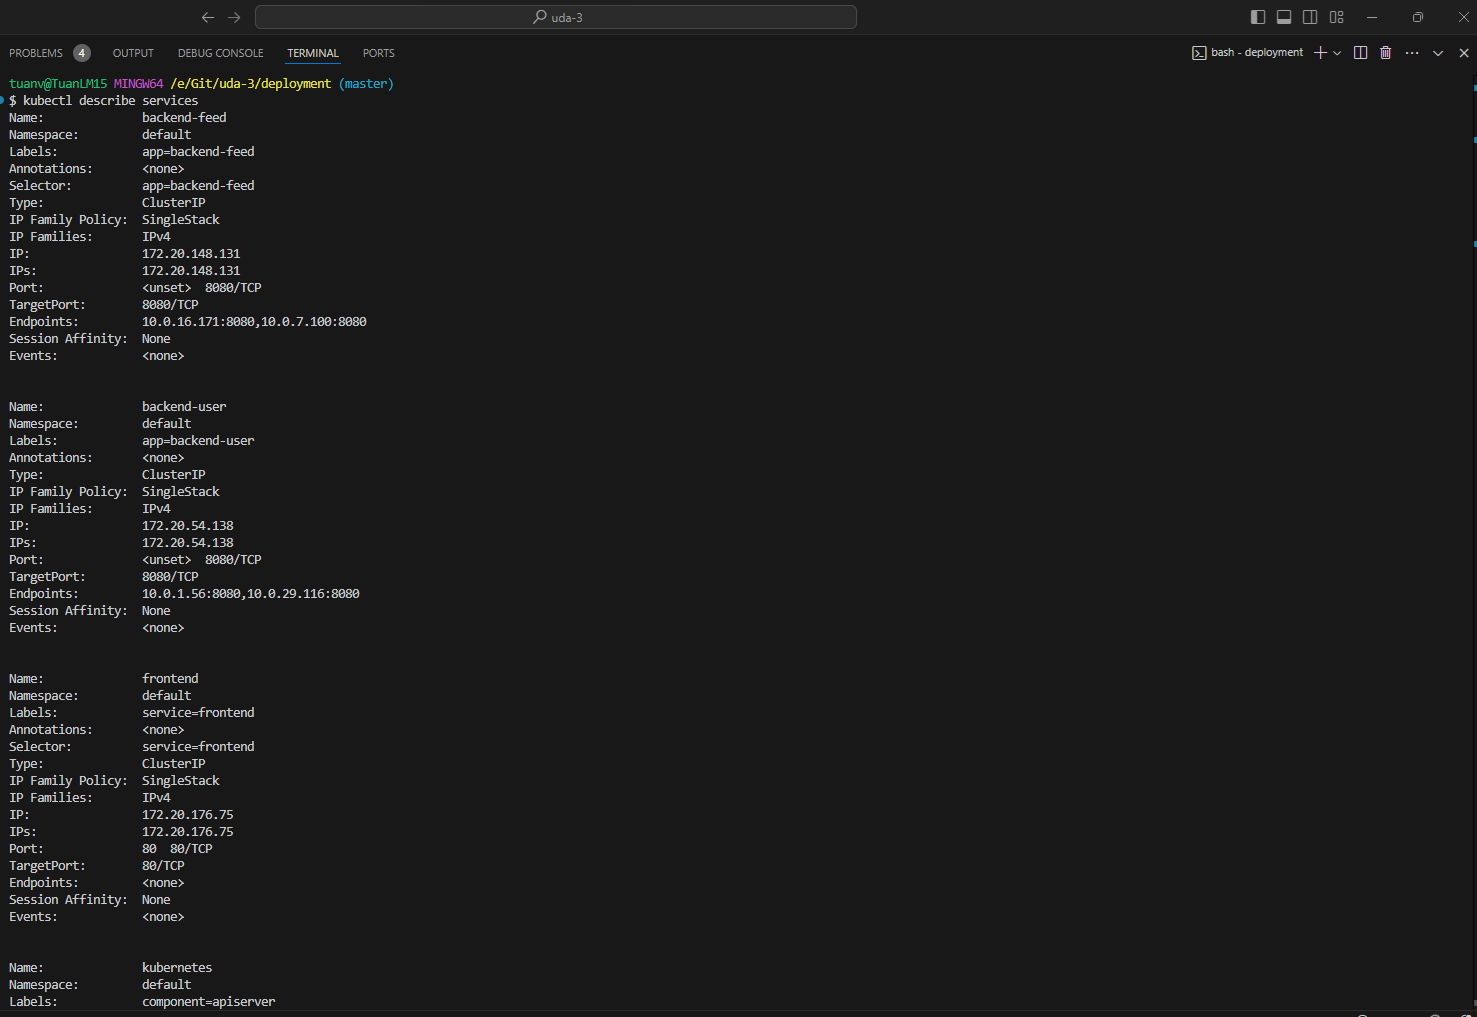 uda-3
PROBLEMS 4 OUTPUT DEBUG CONSOLE TERMINAL PORTS bash - deployment
tuanv@TuanLM15 MINGW64 /e/Git/uda-3/deployment (master)
$ kubectl describe services
Name:              backend-feed
Namespace:         default
Labels:            app=backend-feed
Annotations:       <none>
Selector:          app=backend-feed
Type:              ClusterIP
IP Family Policy:  SingleStack
IP Families:       IPv4
IP:                172.20.148.131
IPs:               172.20.148.131
Port:              <unset>  8080/TCP
TargetPort:        8080/TCP
Endpoints:         10.0.16.171:8080,10.0.7.100:8080
Session Affinity:  None
Events:            <none>
Name:              backend-user
Namespace:         default
Labels:            app=backend-user
Annotations:       <none>
Type:              ClusterIP
IP Family Policy:  SingleStack
IP Families:       IPv4
IP:                172.20.54.138
IPs:               172.20.54.138
Port:              <unset>  8080/TCP
TargetPort:        8080/TCP
Endpoints:         10.0.1.56:8080,10.0.29.116:8080
Session Affinity:  None
Events:            <none>
Name:              frontend
Namespace:         default
Labels:            service=frontend
Annotations:       <none>
Selector:          service=frontend
Type:              ClusterIP
IP Family Policy:  SingleStack
IP Families:       IPv4
IP:                172.20.176.75
IPs:               172.20.176.75
Port:              80  80/TCP
TargetPort:        80/TCP
Endpoints:         <none>
Session Affinity:  None
Events:            <none>
Name:              kubernetes
Namespace:         default
Labels:            component=apiserver